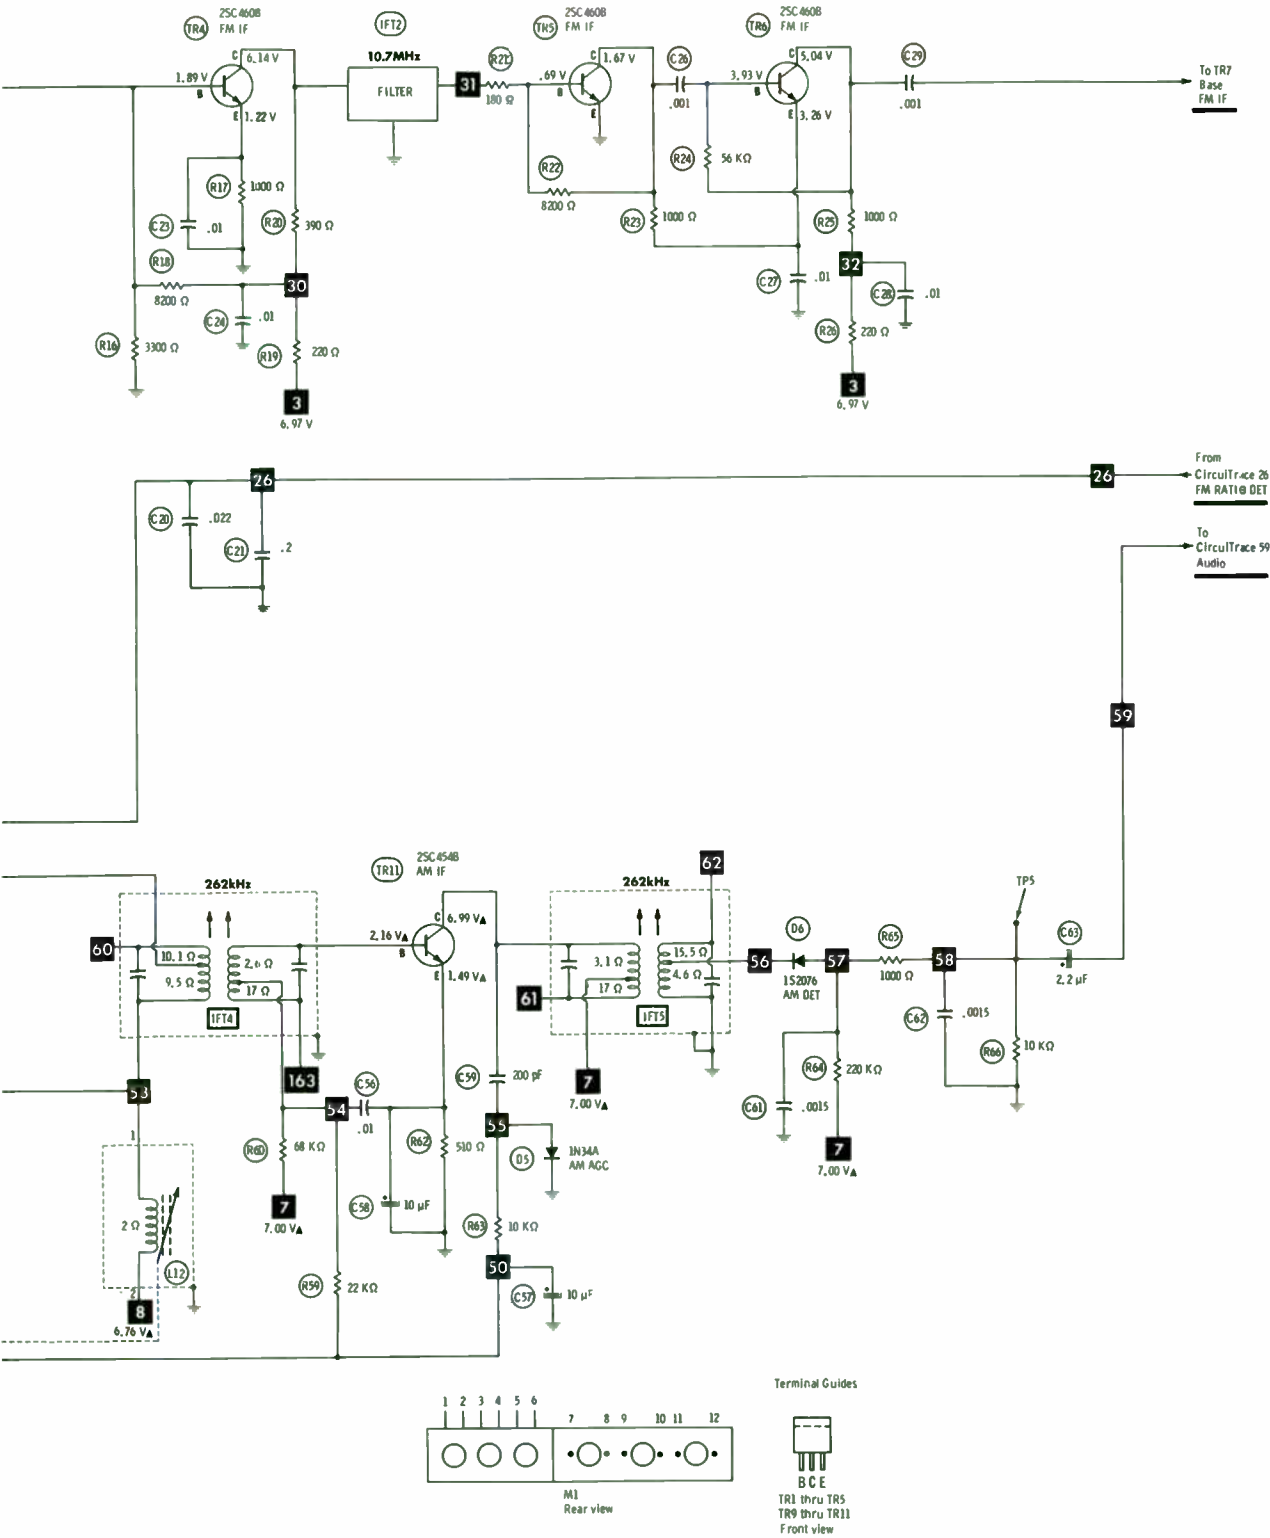 2SC460B
TR4 FM IF
C 6.14 V
1.89 V
B
E 1.22 V
1FT2
10.7MHz
FILTER
31
R21
180 Ω
2SC460B
TR5 FM IF
C 1.67 V
.69 V
B
E
C26
.001
2SC460B
TR6 FM IF
C 5.04 V
3.93 V
B
E 3.26 V
C29
.001
To TR7
Base
FM IF
R17 1000 Ω
C23 .01
R20 390 Ω
R18
8200 Ω
30
C24 .01
R16 3300 Ω
R19 220 Ω
3
6.97 V
R22
8200 Ω
R23 1000 Ω
R24 56 KΩ
R25 1000 Ω
32
C27 .01
C28 .01
R26 220 Ω
3
6.97 V
26
26
From
CircuiTrace 26
FM RATIO DET
C20 .022
C21 .2
To
CircuiTrace 59
Audio
59
262kHz
60
10.1 Ω
9.5 Ω
2.6 Ω
17 Ω
1FT4
163
2SC454B
TR11 AM IF
C 6.99 V▲
2.16 V▲
B
E 1.49 V▲
262kHz
62
61
3.1 Ω
17 Ω
15.5 Ω
4.6 Ω
1FT5
7
7.00 V▲
56
D6
1S2076
AM DET
57
R65
1000 Ω
58
TP5
C63
2.2 µF
C62 .0015
R66 10 KΩ
R64 220 KΩ
C61 .0015
7
7.00 V▲
53
54
C56
.01
R60 68 KΩ
7
7.00 V▲
R62 510 Ω
C58 10 µF
C59 200 pF
55
D5 1N34A
AM AGC
R63 10 KΩ
50
C57 10 µF
R59 22 KΩ
1
2 Ω
L12
2
8
6.76 V▲
1 2 3 4 5 6
7 8 9 10 11 12
M1
Rear view
Terminal Guides
B C E
TR1 thru TR5
TR9 thru TR11
Front view